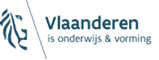 Vlaanderen
is onderwijs & vorming